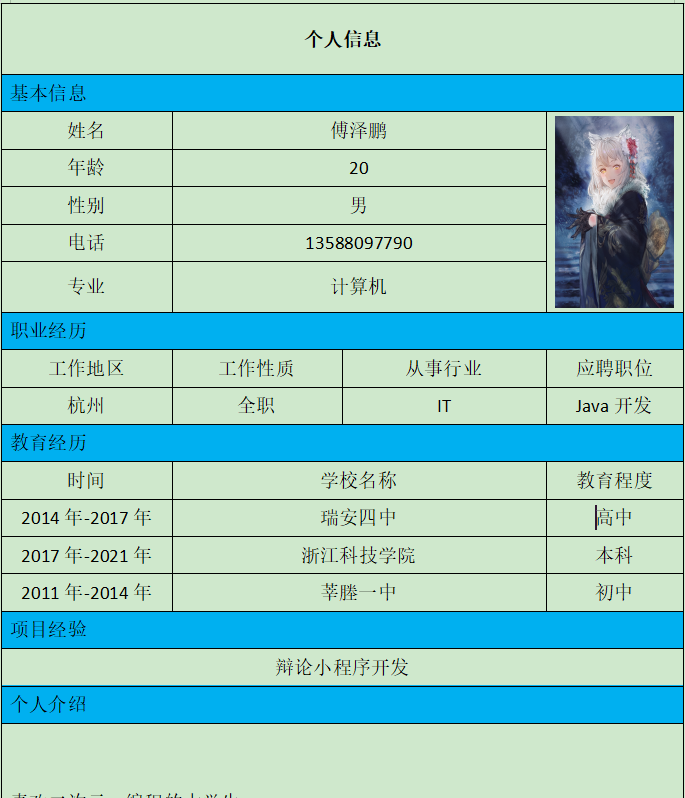 个人信息
基本信息
姓名 傅泽鹏
年龄 20
性别 男
电话 13588097790
专业 计算机
职业经历
工作地区 工作性质 从事行业 应聘职位
杭州 全职 IT Java 开发
教育经历
时间 学校名称 教育程度
2014 年-2017 年 瑞安四中 高中
2017 年-2021 年 浙江科技学院 本科
2011 年-2014 年 莘塍一中 初中
项目经验
辩论小程序开发
个人介绍